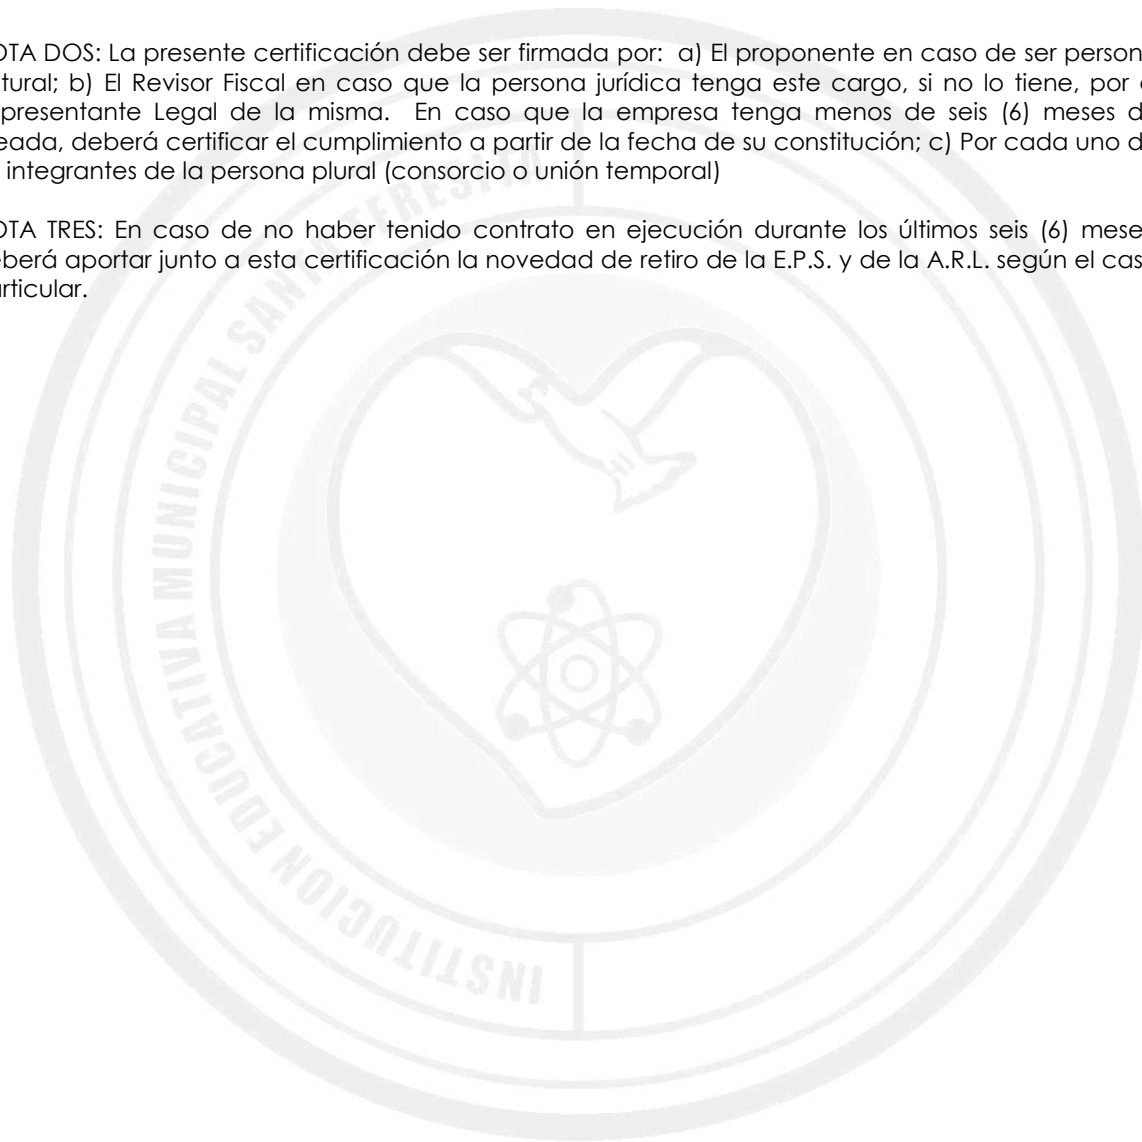 OTA DOS: La presente certificación debe ser firmada por: a) El proponente en caso de ser person
tural; b) El Revisor Fiscal en caso que la persona jurídica tenga este cargo, si no lo tiene, por e
presentante Legal de la misma. En caso que la empresa tenga menos de seis (6) meses d
eada, deberá certificar el cumplimiento a partir de la fecha de su constitución; c) Por cada uno d
integrantes de la persona plural (consorcio o unión temporal)
OTA TRES: En caso de no haber tenido contrato en ejecución durante los últimos seis (6) mese
eberá aportar junto a esta certificación la novedad de retiro de la E.P.S. y de la A.R.L. según el cas
articular.
INSTITUCION EDUCATIVA MUNICIPAL SANTA TERESITA